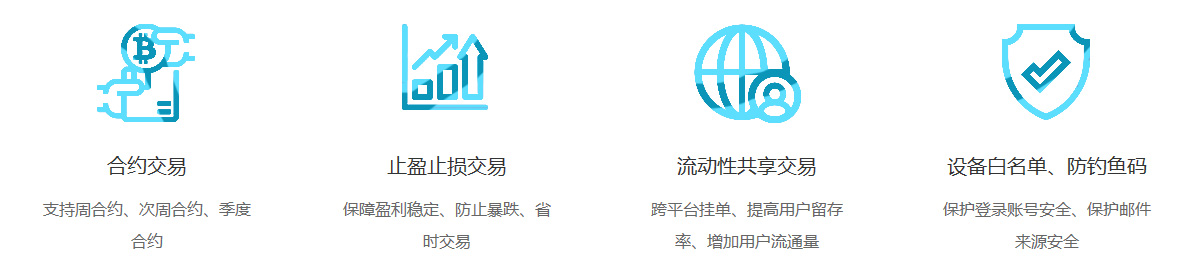 合约交易
支持周合约、次周合约、季度
合约
止盈止损交易
保障盈利稳定、防止暴跌、省
时交易
流动性共享交易
跨平台挂单、提高用户留存
率、增加用户流通量
设备白名单、防钓鱼码
保护登录账号安全、保护邮件
来源安全